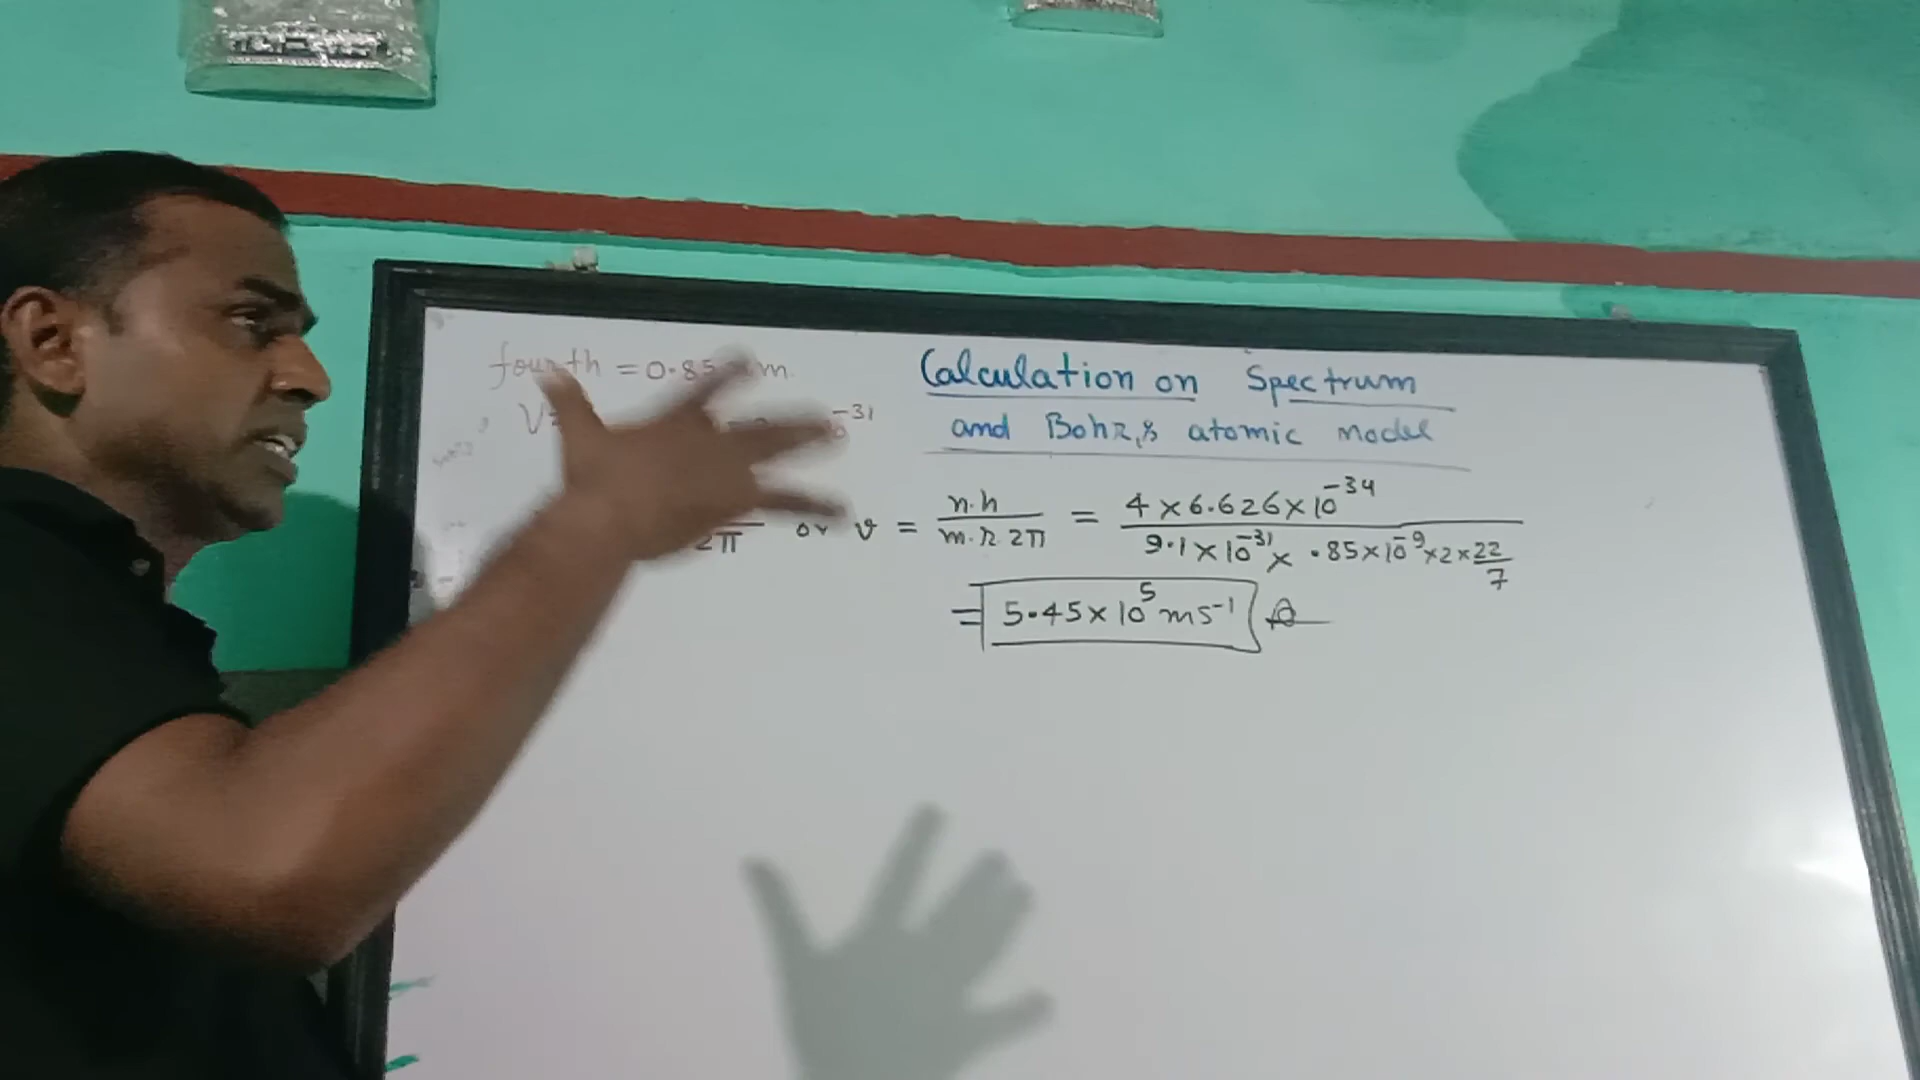 fourth = 0.85 m
Calculation on Spectrum
and Bohr,s atomic model
V= -31
2π or v = n.h / m.r.2π = 4×6.626×10^-34 / 9.1×10^-31 × .85×10^-9 ×2×22/7
= 5.45×10^5 ms^-1 A